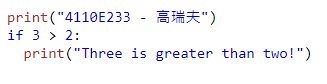 print("4110E233 - 高瑞夫")
if 3 > 2:
  print("Three is greater than two!")